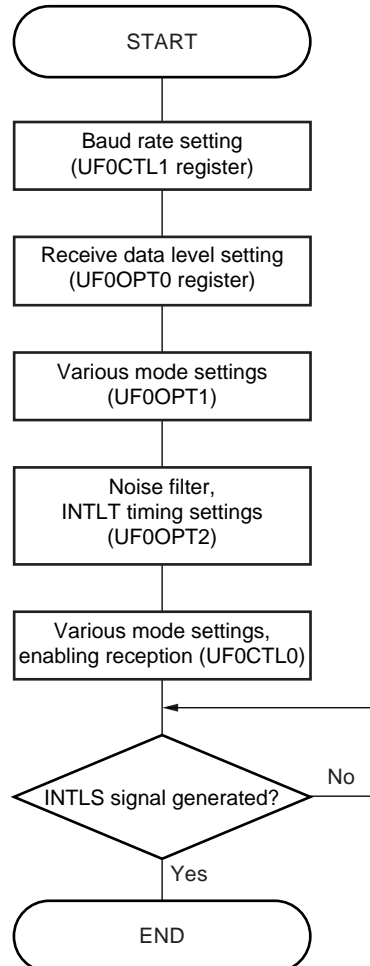 START
Baud rate setting
(UF0CTL1 register)
Receive data level setting
(UF0OPT0 register)
Various mode settings
(UF0OPT1)
Noise filter,
INTLT timing settings
(UF0OPT2)
Various mode settings,
enabling reception (UF0CTL0)
INTLS signal generated?
No
Yes
END